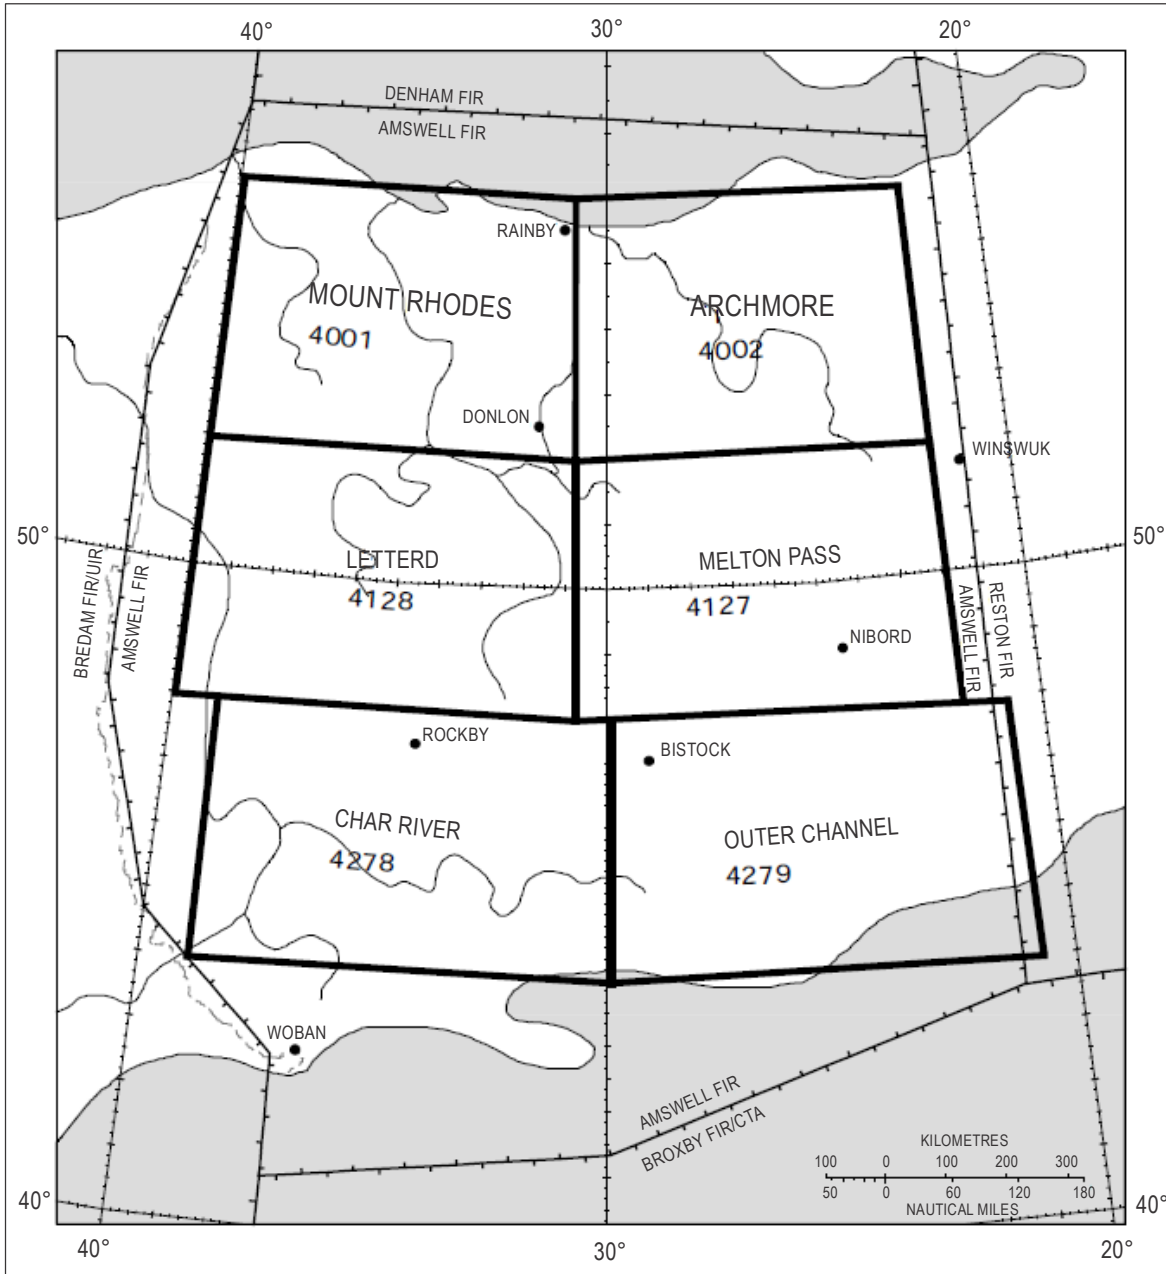 40°
30°
20°
DENHAM FIR
AMSWELL FIR
RAINBY
MOUNT RHODES
4001
ARCHMORE
4002
DONLON
WINSWUK
50°
50°
LETTERD
4128
MELTON PASS
4127
BREDAM FIR/UIR
AMSWELL FIR
AMSWELL FIR
RESTON FIR
NIBORD
ROCKBY
BISTOCK
CHAR RIVER
4278
OUTER CHANNEL
4279
WOBAN
AMSWELL FIR
BROXBY FIR/CTA
KILOMETRES
100 0 100 200 300
50 0 60 120 180
NAUTICAL MILES
40°
40°
40°
30°
20°